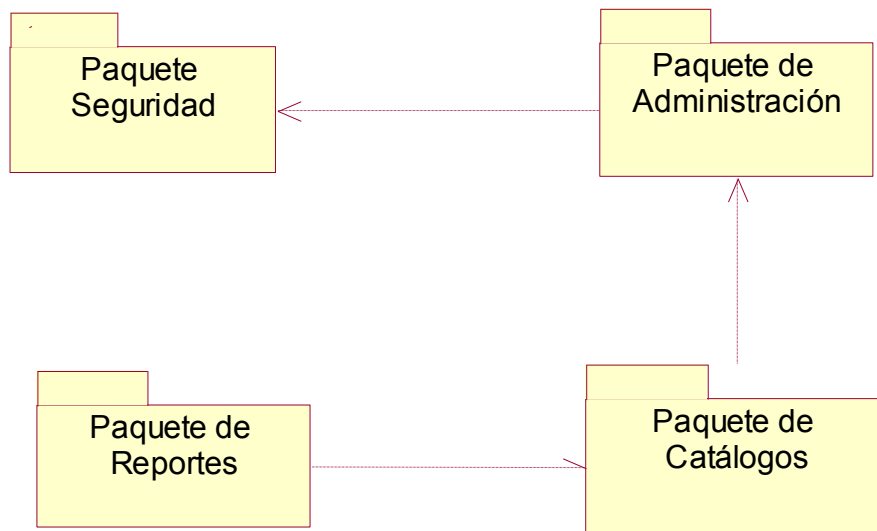 Paquete
Seguridad
Paquete de
Administración
Paquete de
Reportes
Paquete de
Catálogos